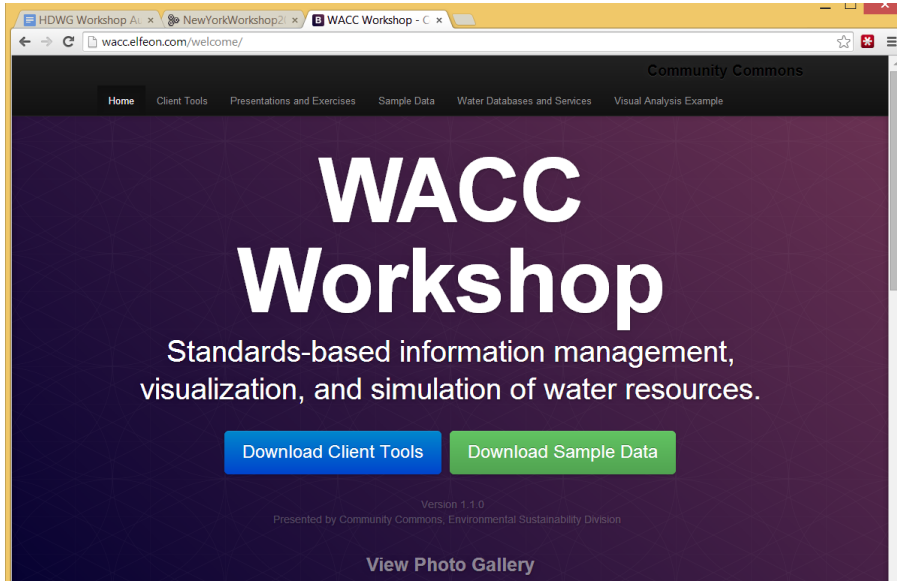 HDWG Workshop Au
NewYorkWorkshop2
WACC Workshop - C
wacc.elfeon.com/welcome/
Community Commons
Home Client Tools Presentations and Exercises Sample Data Water Databases and Services Visual Analysis Example
WACC
Workshop
Standards-based information management,
visualization, and simulation of water resources.
Download Client Tools Download Sample Data
Version 1.1.0
Presented by Community Commons, Environmental Sustainability Division
View Photo Gallery